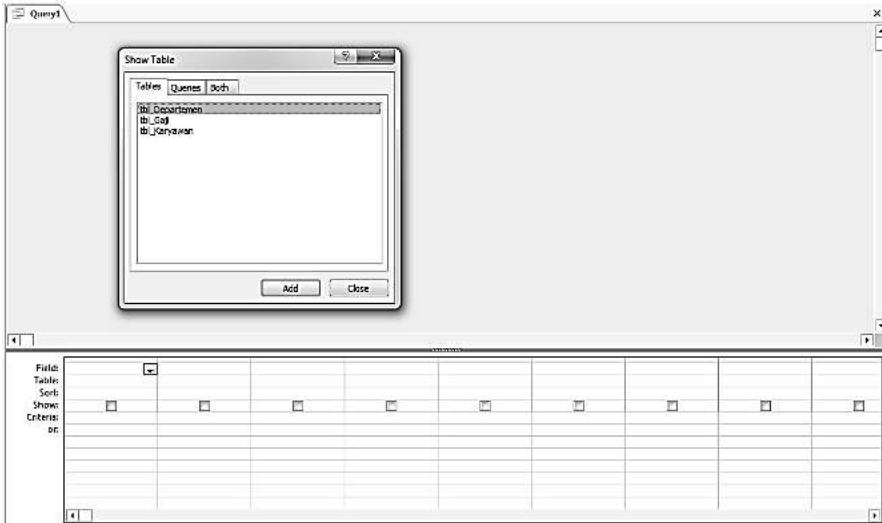 Query1
Show Table
Tables Queries Both
tbl_Departemen
tbl_Gaji
tbl_Karyawan
Add Close
Field:
Table:
Sort:
Show:
Criteria:
or: